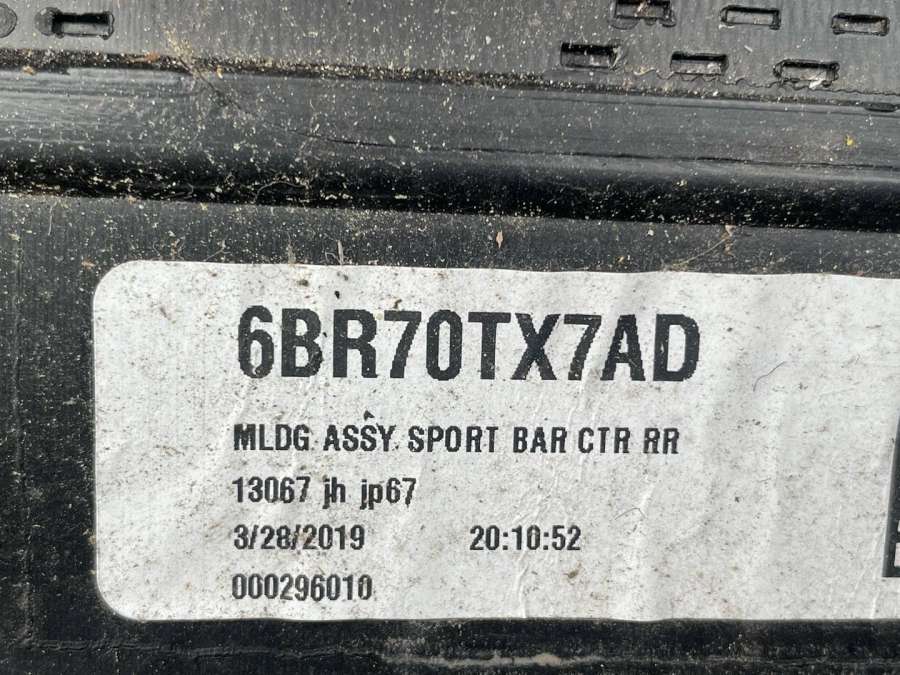 6BR70TX7AD
MLDG ASSY. SPORT BAR CTR RR
13067 jh jp67
3/28/2019 20:10:52
000296010